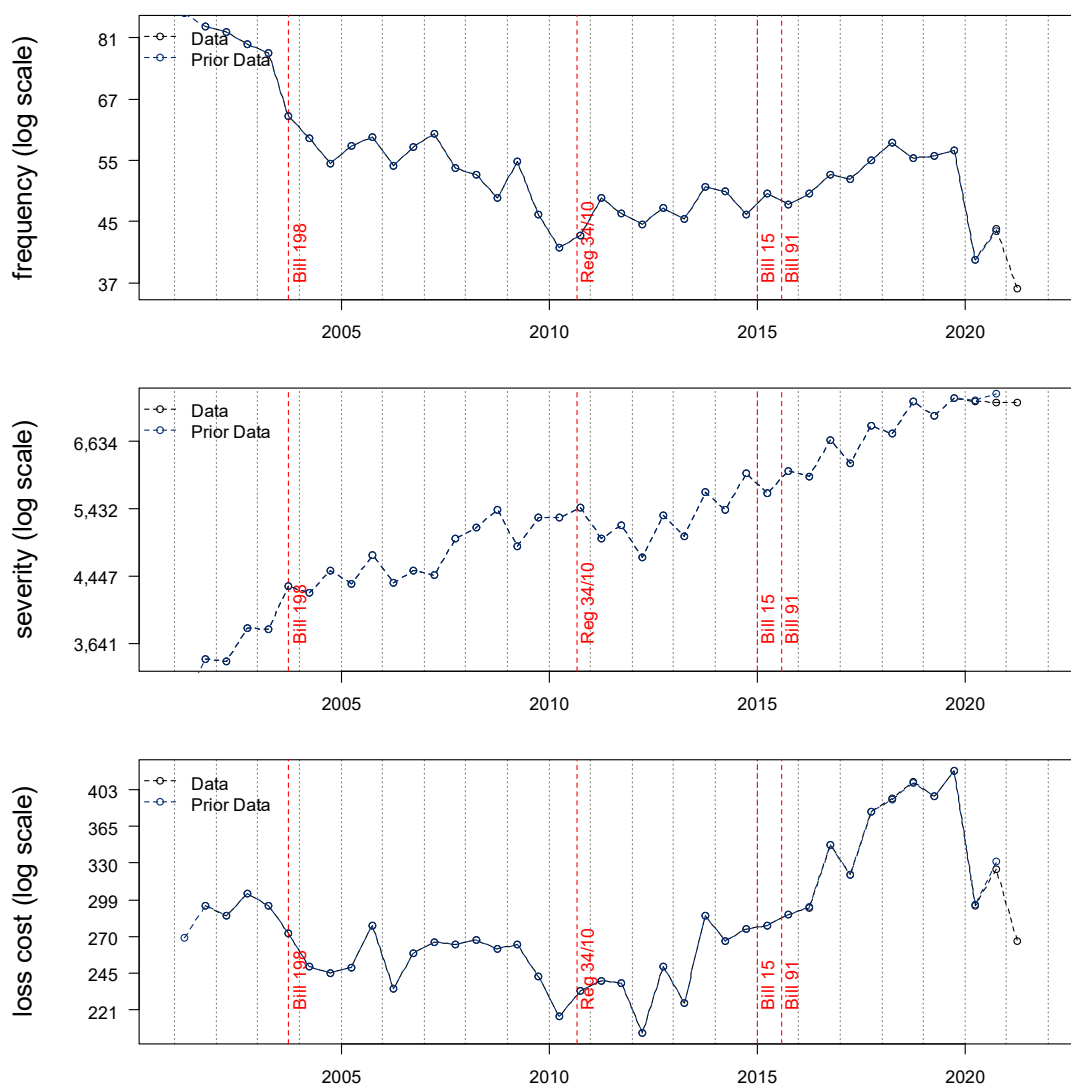 frequency (log scale)
81
67
55
45
37
Data
Prior Data
Bill 198
Reg 34/10
Bill 15
Bill 91
2005
2010
2015
2020
severity (log scale)
6,634
5,432
4,447
3,641
Data
Prior Data
Bill 198
Reg 34/10
Bill 15
Bill 91
2005
2010
2015
2020
loss cost (log scale)
403
365
330
299
270
245
221
Data
Prior Data
Bill 198
Reg 34/10
Bill 15
Bill 91
2005
2010
2015
2020